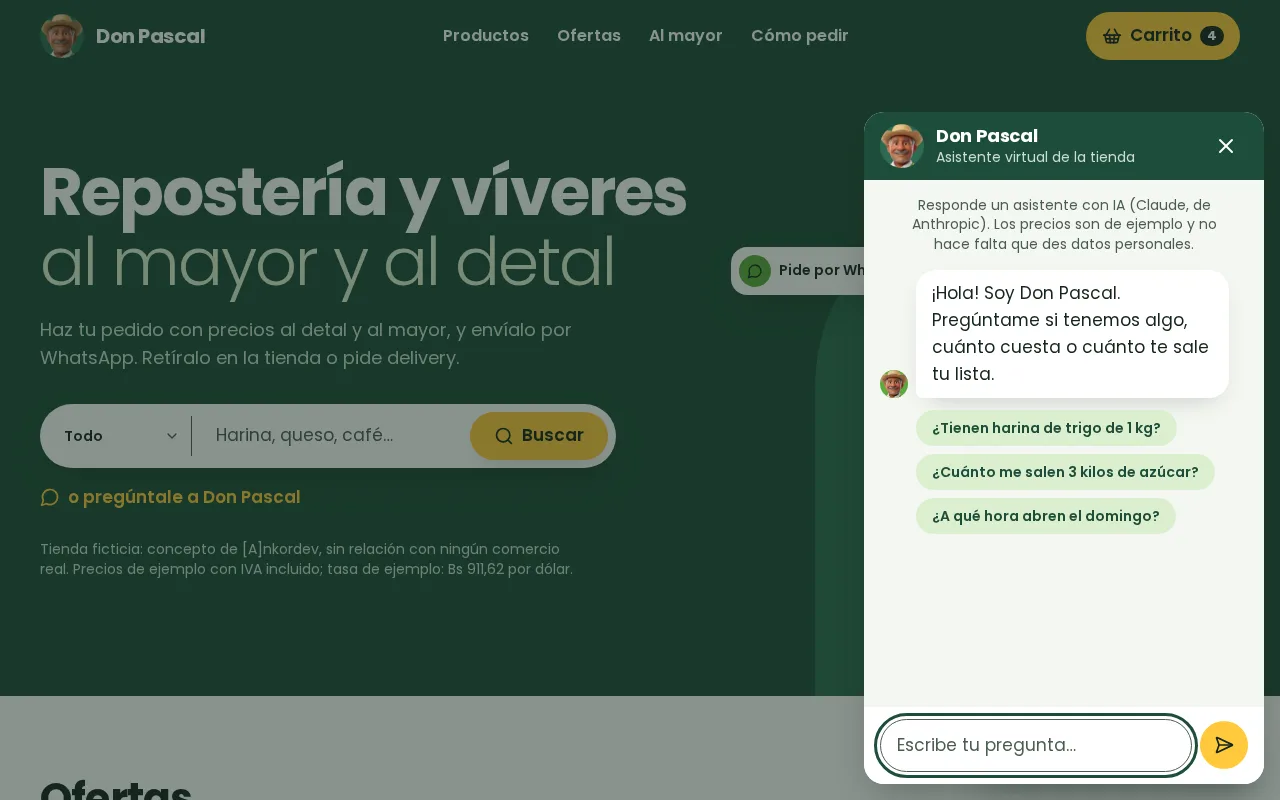 Don Pascal
Productos
Ofertas
Al mayor
Cómo pedir
Carrito 4
Repostería y víveres
al mayor y al detal
Haz tu pedido con precios al detal y al mayor, y envíalo por
WhatsApp. Retíralo en la tienda o pide delivery.
Todo
Harina, queso, café...
Buscar
o pregúntale a Don Pascal
Tienda ficticia: concepto de [A]nkordev, sin relación con ningún comercio
real. Precios de ejemplo con IVA incluido; tasa de ejemplo: Bs 911,62 por dólar.
Pide por Wh
Ofertas
Don Pascal
Asistente virtual de la tienda
Responde un asistente con IA (Claude, de
Anthropic). Los precios son de ejemplo y no
hace falta que des datos personales.
¡Hola! Soy Don Pascal.
Pregúntame si tenemos algo,
cuánto cuesta o cuánto te sale
tu lista.
¿Tienen harina de trigo de 1 kg?
¿Cuánto me salen 3 kilos de azúcar?
¿A qué hora abren el domingo?
Escribe tu pregunta...